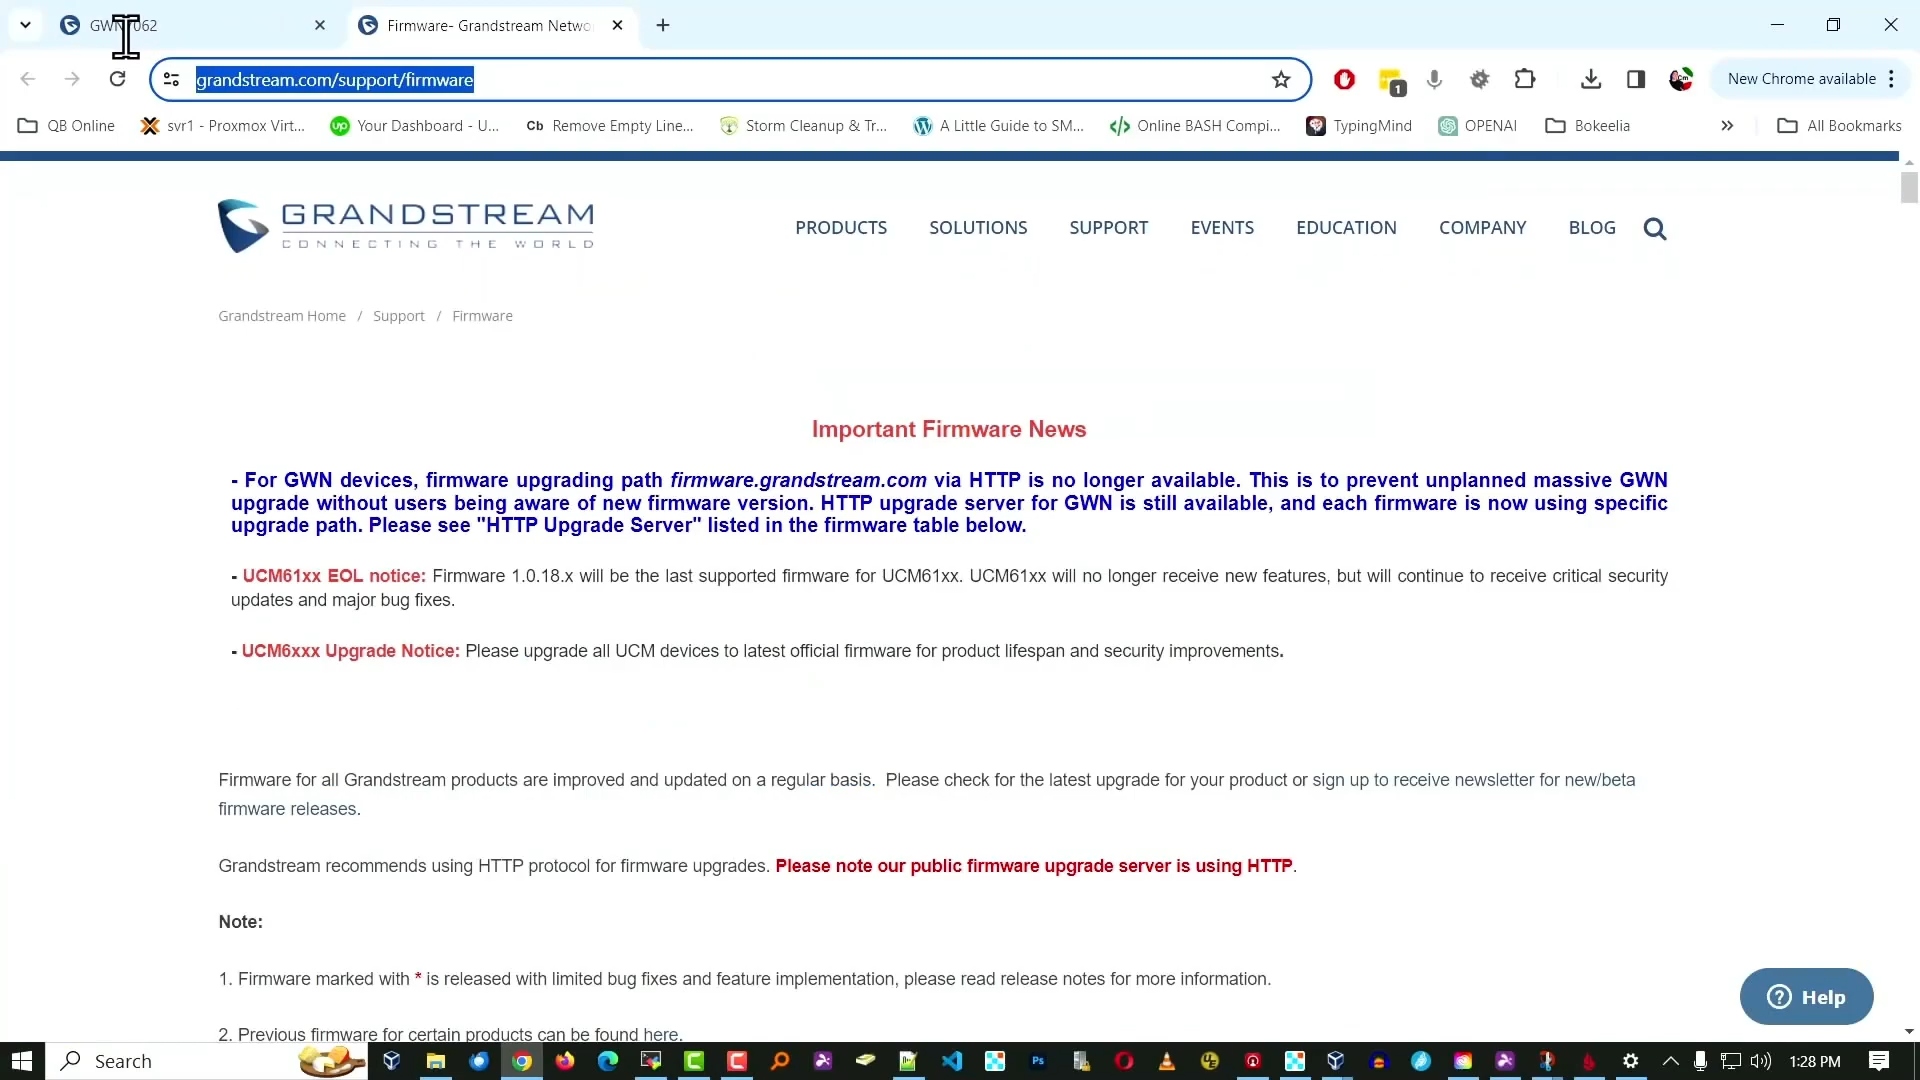 Firmware- Grandstream Netwo
grandstream.com/support/firmware
1
New Chrome available
QB Online
svr1 - Proxmox Virt...
Your Dashboard - U...
Cb Remove Empty Line...
Storm Cleanup & Tr...
A Little Guide to SM...
Online BASH Compi...
TypingMind
OPENAI
Bokeelia
All Bookmarks
GRANDSTREAM
CONNECTING THE WORLD
PRODUCTS SOLUTIONS SUPPORT EVENTS EDUCATION COMPANY BLOG
Grandstream Home / Support / Firmware
Important Firmware News
- For GWN devices, firmware upgrading path firmware.grandstream.com via HTTP is no longer available. This is to prevent unplanned massive GWN
upgrade without users being aware of new firmware version. HTTP upgrade server for GWN is still available, and each firmware is now using specific
upgrade path. Please see "HTTP Upgrade Server" listed in the firmware table below.
- UCM61xx EOL notice: Firmware 1.0.18.x will be the last supported firmware for UCM61xx. UCM61xx will no longer receive new features, but will continue to receive critical security
updates and major bug fixes.
- UCM6xxx Upgrade Notice: Please upgrade all UCM devices to latest official firmware for product lifespan and security improvements.
Firmware for all Grandstream products are improved and updated on a regular basis. Please check for the latest upgrade for your product or sign up to receive newsletter for new/beta
firmware releases.
Grandstream recommends using HTTP protocol for firmware upgrades. Please note our public firmware upgrade server is using HTTP.
Note:
1. Firmware marked with * is released with limited bug fixes and feature implementation, please read release notes for more information.
2. Previous firmware for certain products can be found here.
Help
Search
Ps
1:28 PM